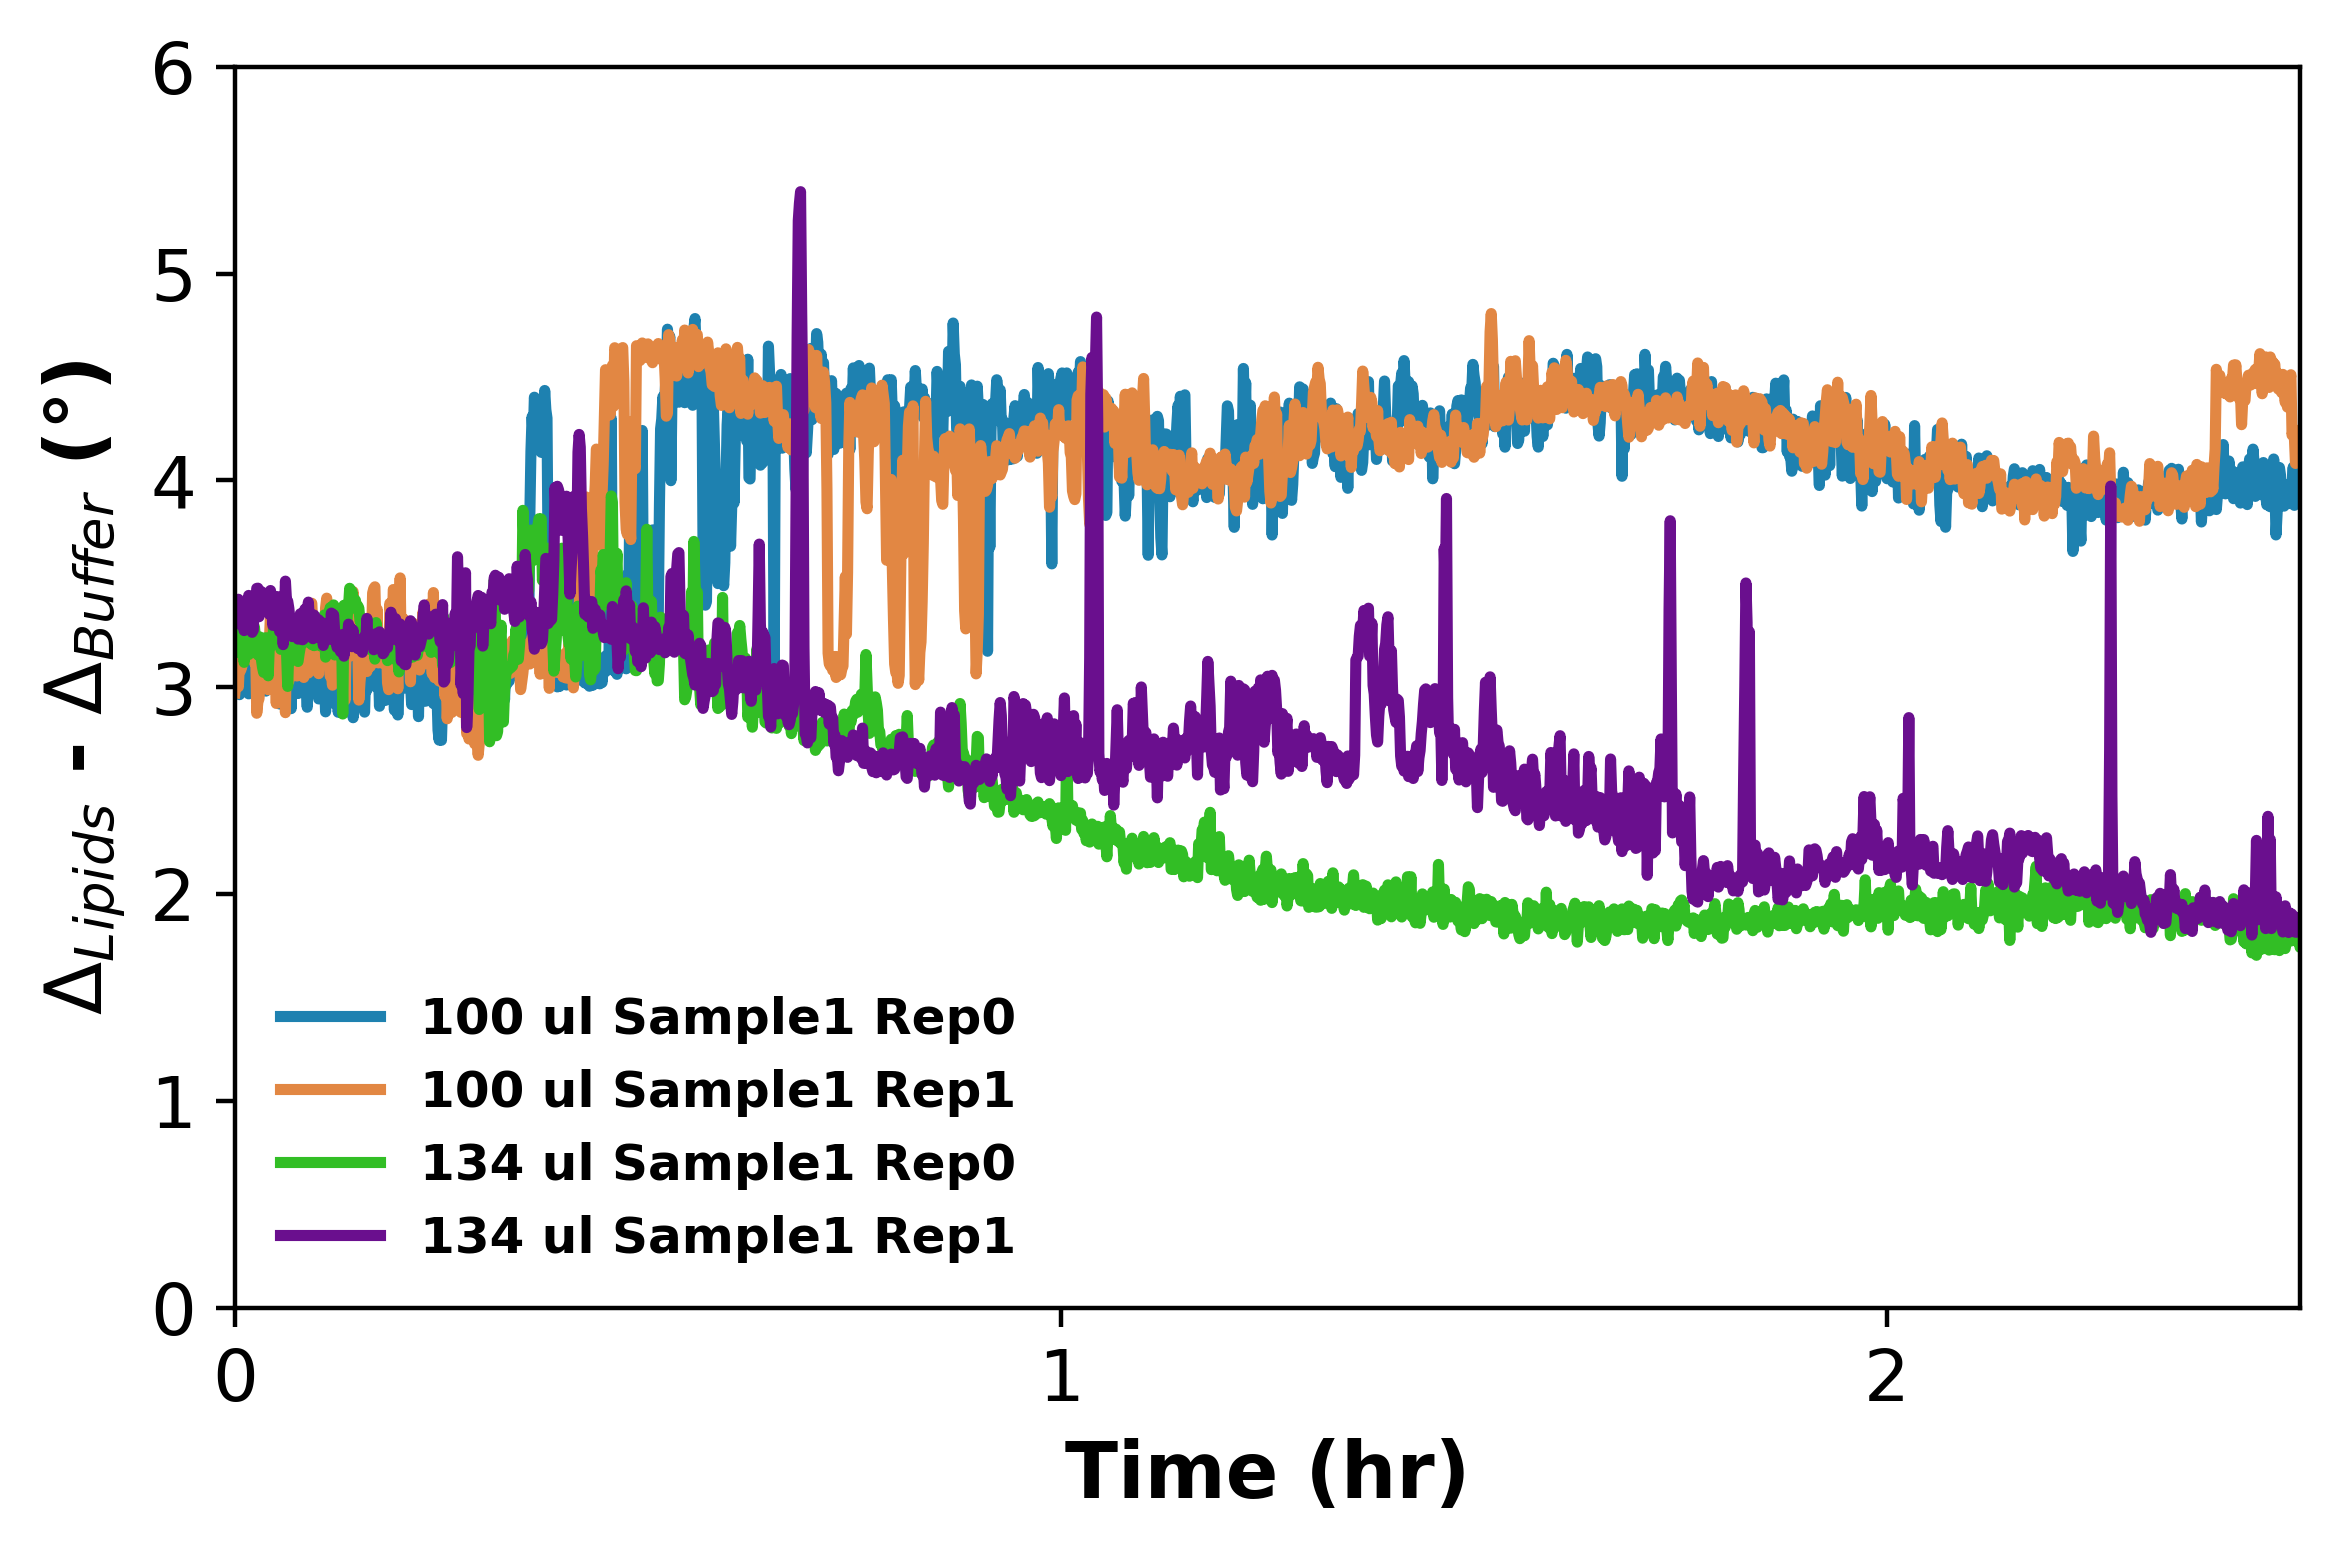 6
5
4
3
2
1
0
Δ_Lipids - Δ_Buffer (°)
100 ul Sample1 Rep0
100 ul Sample1 Rep1
134 ul Sample1 Rep0
134 ul Sample1 Rep1
0 1 2
Time (hr)